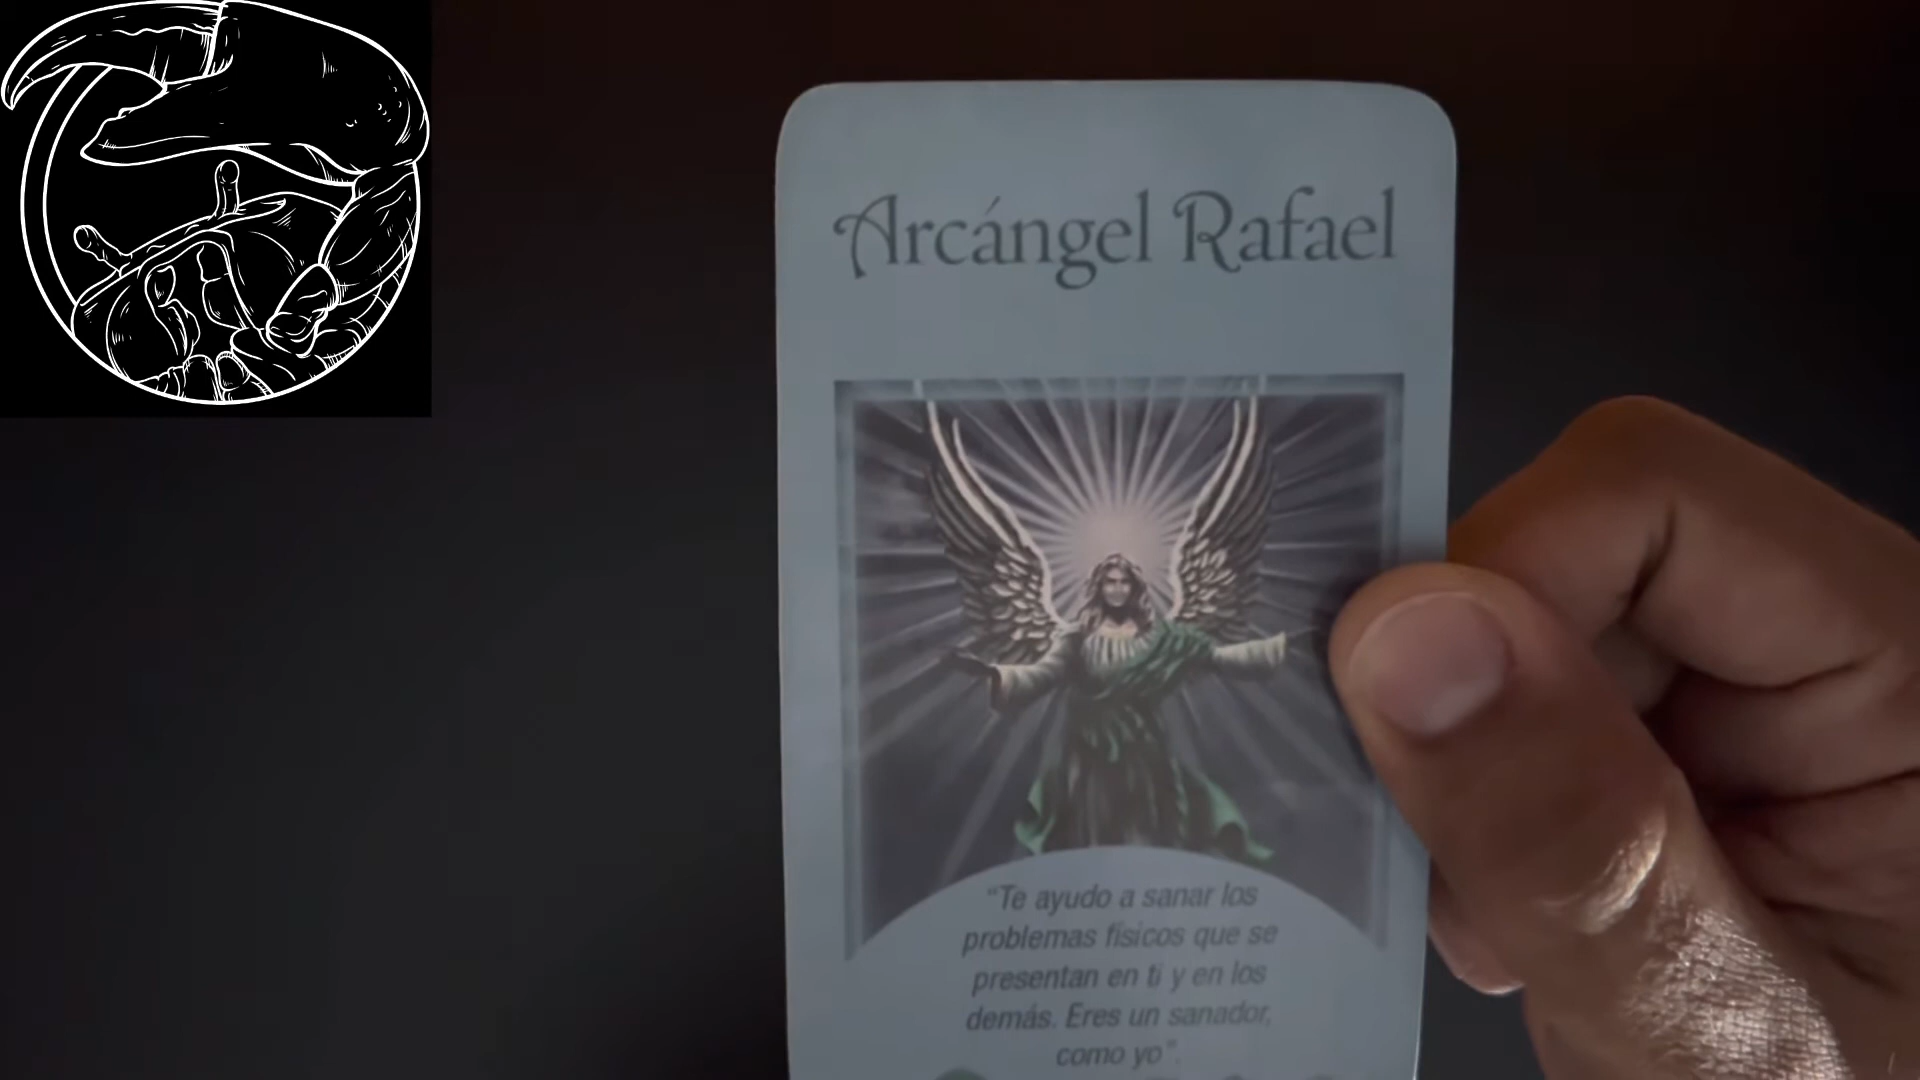 Arcángel Rafael
“Te ayudo a sanar los
problemas físicos que se
presentan en ti y en los
demás. Eres un sanador,
como yo”.